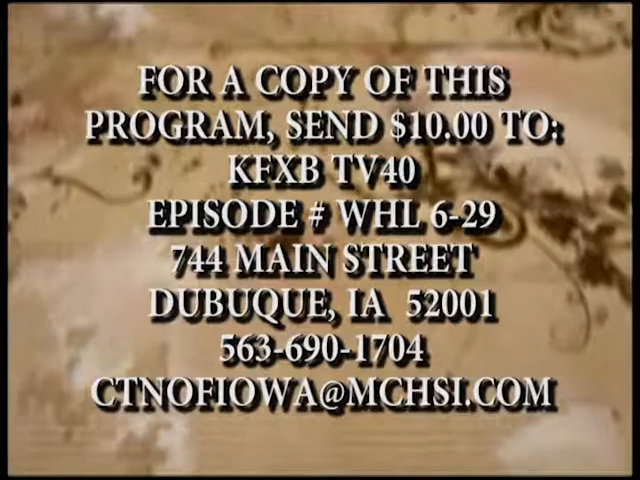 FOR A COPY OF THIS
PROGRAM, SEND $10.00 TO:
KFXB TV40
EPISODE # WHL 6-29
744 MAIN STREET
DUBUQUE, IA  52001
563-690-1704
CTNOFIOWA@MCHSI.COM